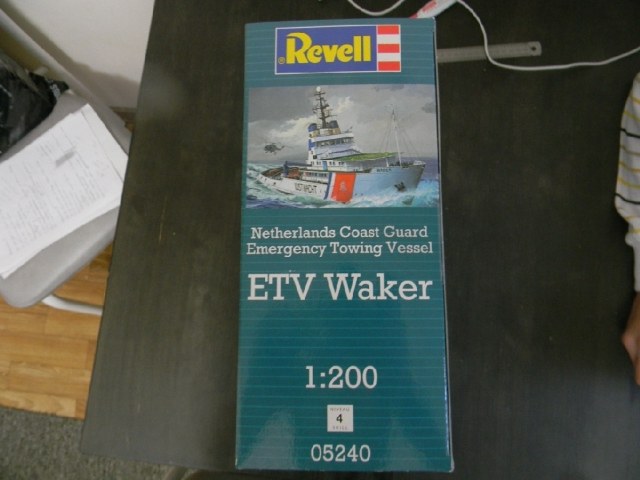 Revell
Netherlands Coast Guard
Emergency Towing Vessel
ETV Waker
1:200
4
05240